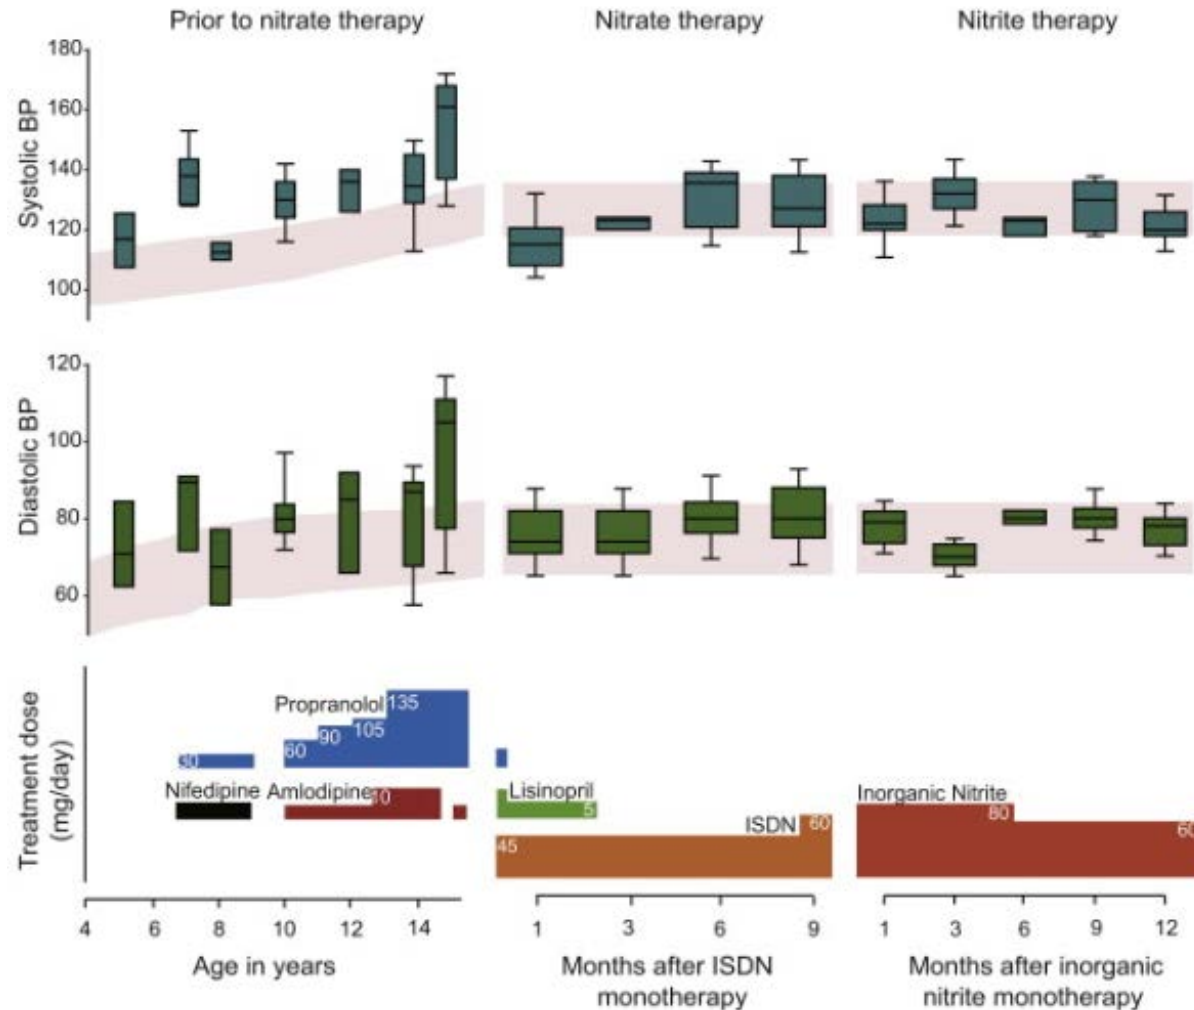 Prior to nitrate therapy
Nitrate therapy
Nitrite therapy
Systolic BP
180
160
140
120
100
Diastolic BP
120
100
80
60
Treatment dose
(mg/day)
Propranolol
135
105
90
60
30
Nifedipine
Amlodipine
Lisinopril
5
ISDN
60
45
Inorganic Nitrite
80
60
4 6 8 10 12 14
1 3 6 9
1 3 6 9 12
Age in years
Months after ISDN
monotherapy
Months after inorganic
nitrite monotherapy